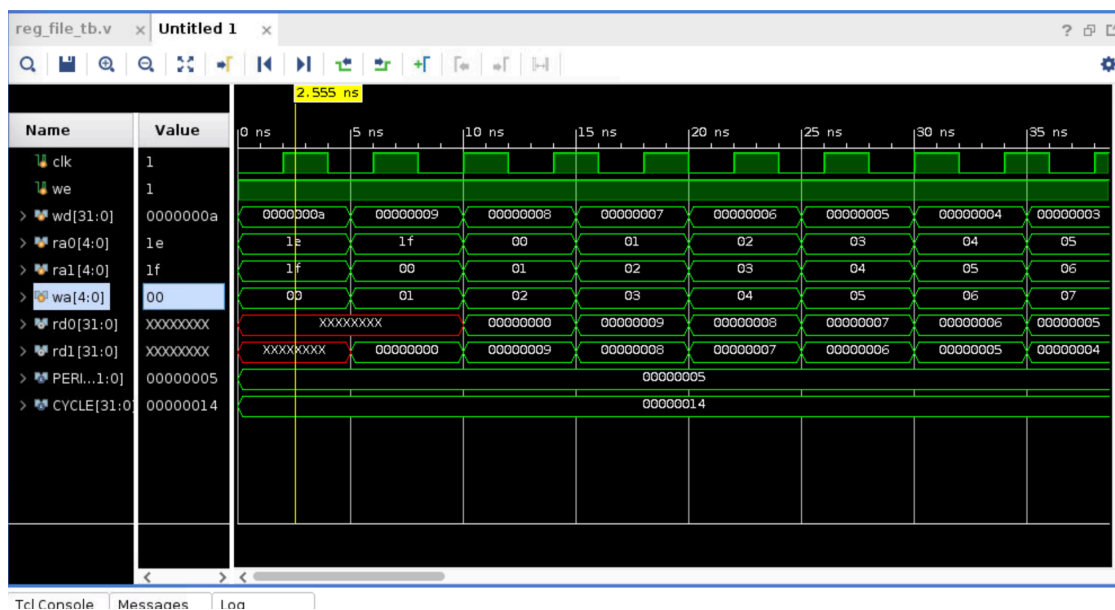 reg_file_tb.v × Untitled 1 × ?
2.555 ns
Name Value 0 ns 5 ns 10 ns 15 ns 20 ns 25 ns 30 ns 35 ns
clk 1
we 1
> wd[31:0] 0000000a 0000000a 00000009 00000008 00000007 00000006 00000005 00000004 00000003
> ra0[4:0] 1e 1e 1f 00 01 02 03 04 05
> ra1[4:0] 1f 1f 00 01 02 03 04 05 06
> wa[4:0] 00 00 01 02 03 04 05 06 07
> rd0[31:0] XXXXXXXX XXXXXXXX 00000000 00000009 00000008 00000007 00000006 00000005
> rd1[31:0] XXXXXXXX XXXXXXXX 00000000 00000009 00000008 00000007 00000006 00000005 00000004
> PERI...1:0] 00000005 00000005
> CYCLE[31:0] 00000014 00000014
Tcl Console Messages Log